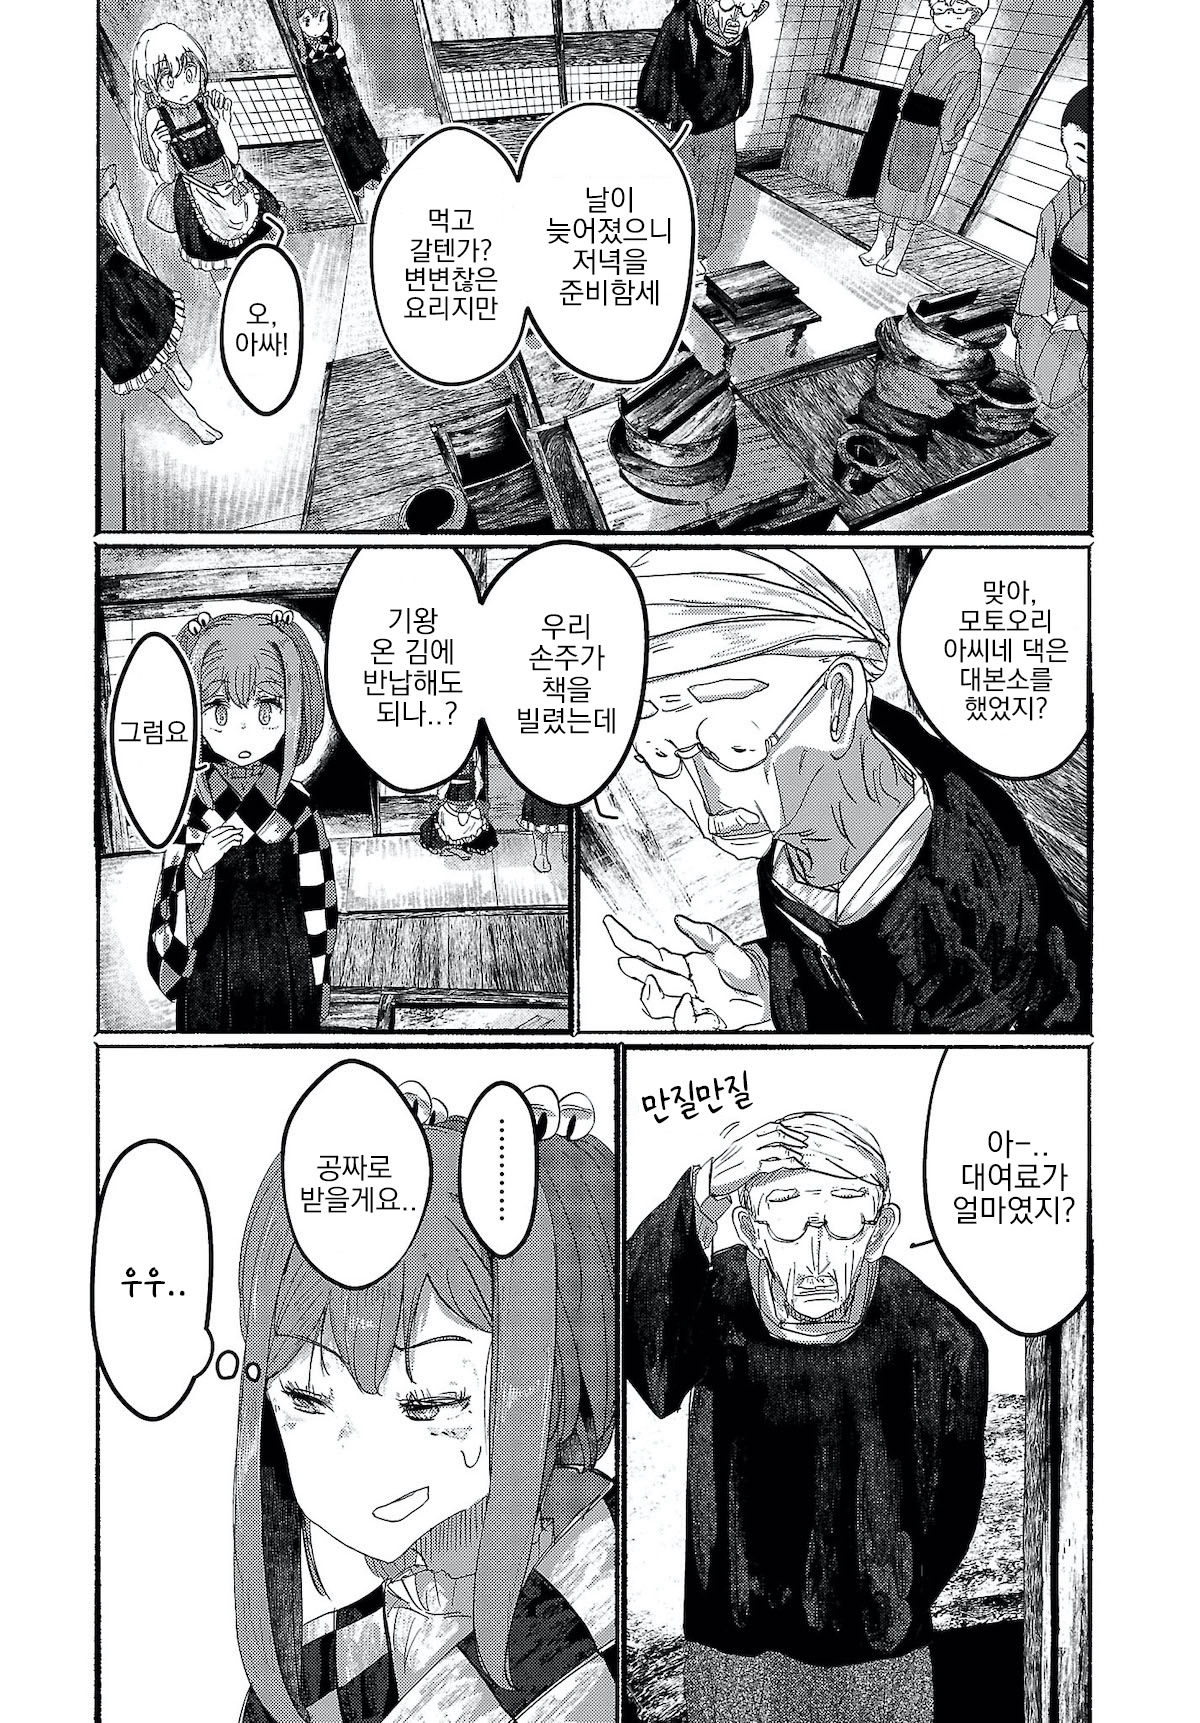 날이
늦어졌으니
저녁을
준비함세
먹고
갈텐가?
변변찮은
요리지만
오,
아싸!
맞아,
모토오리
아씨네 댁은
대본소를
했었지?
우리
손주가
책을
빌렸는데
기왕
온 김에
반납해도
되나..?
그럼요
아-..
대여료가
얼마였지?
만질만질
………
공짜로
받을게요..
우우..